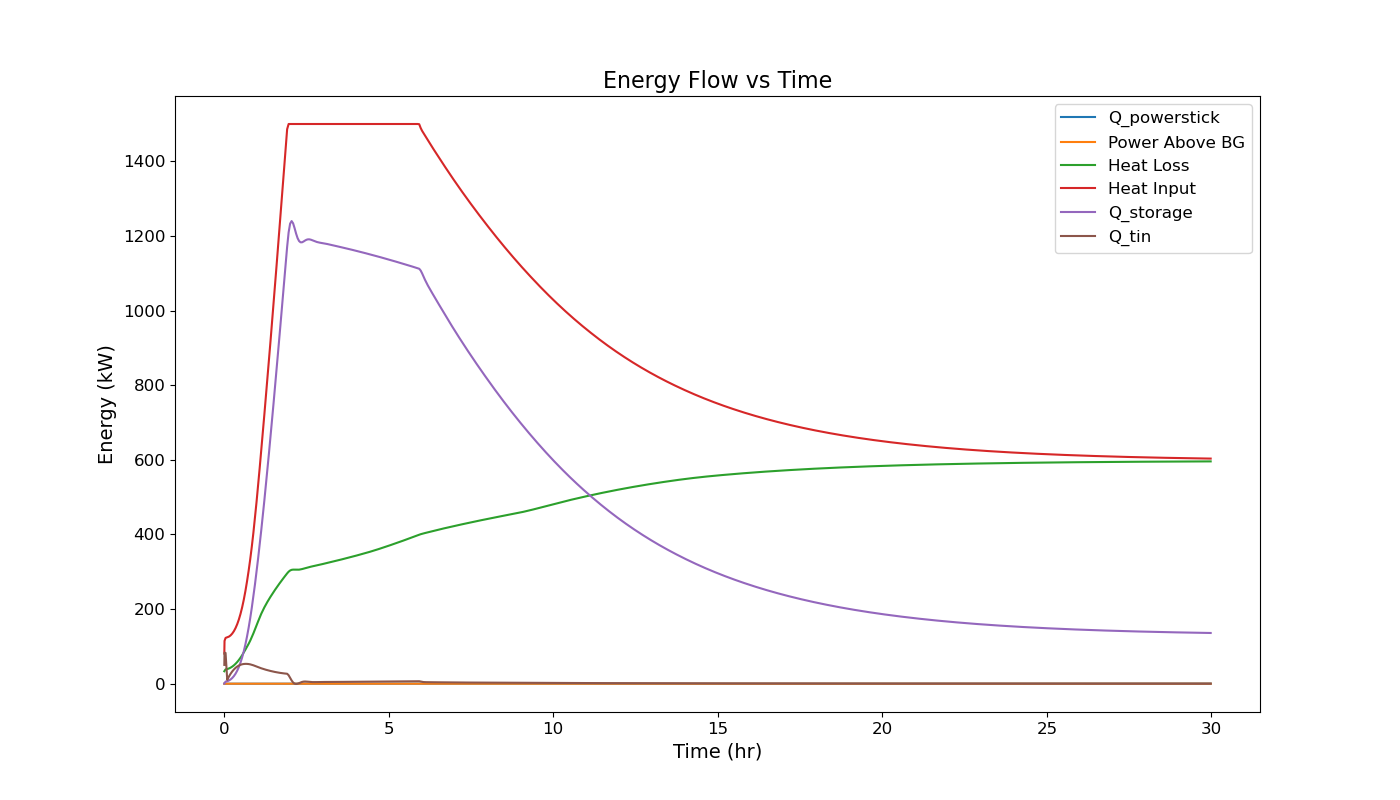 Energy Flow vs Time
Q_powerstick
Power Above BG
Heat Loss
Heat Input
Q_storage
Q_tin
Energy (kW)
1400
1200
1000
800
600
400
200
0
0 5 10 15 20 25 30
Time (hr)